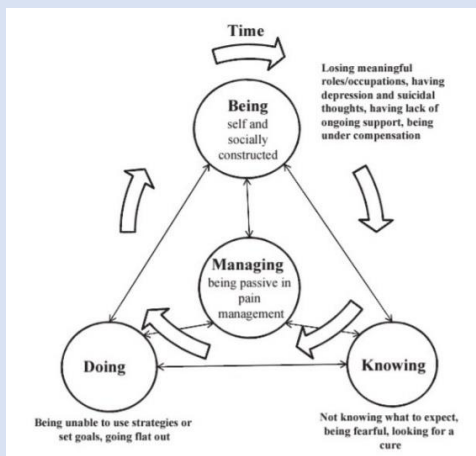 Time
Losing meaningful
roles/occupations, having
depression and suicidal
thoughts, having lack of
ongoing support, being
under compensation
Being
self and
socially
constructed
Managing
being passive in
pain
management
Doing
Knowing
Being unable to use strategies or
set goals, going flat out
Not knowing what to expect,
being fearful, looking for a
cure